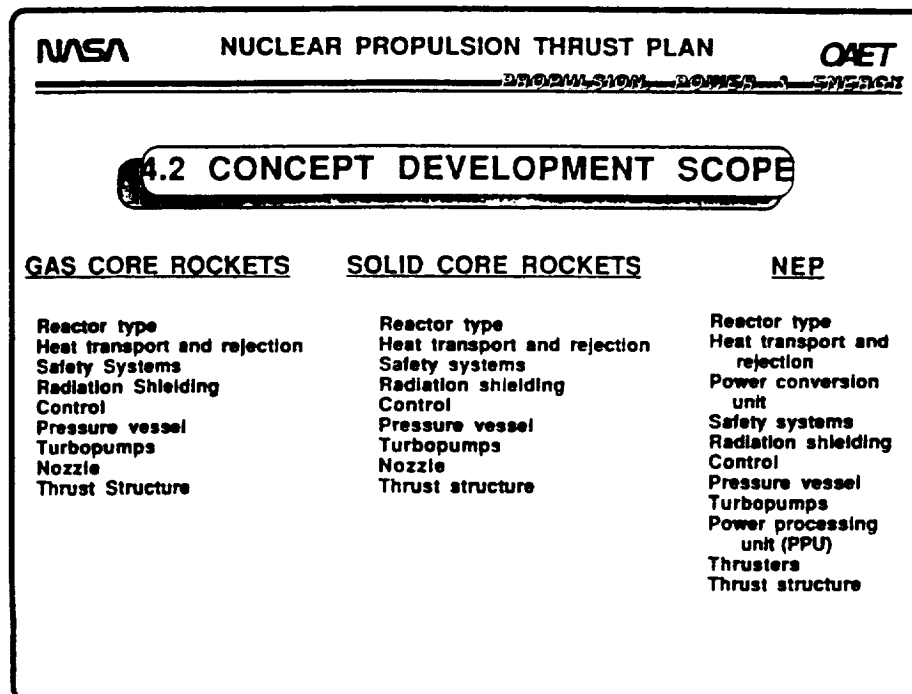 NASA
NUCLEAR PROPULSION THRUST PLAN
OAET
PROPULSION, POWER & ENERGY
4.2 CONCEPT DEVELOPMENT SCOPE
GAS CORE ROCKETS
Reactor type
Heat transport and rejection
Safety Systems
Radiation Shielding
Control
Pressure vessel
Turbopumps
Nozzle
Thrust Structure
SOLID CORE ROCKETS
Reactor type
Heat transport and rejection
Safety systems
Radiation shielding
Control
Pressure vessel
Turbopumps
Nozzle
Thrust structure
NEP
Reactor type
Heat transport and
rejection
Power conversion
unit
Safety systems
Radiation shielding
Control
Pressure vessel
Turbopumps
Power processing
unit (PPU)
Thrusters
Thrust structure